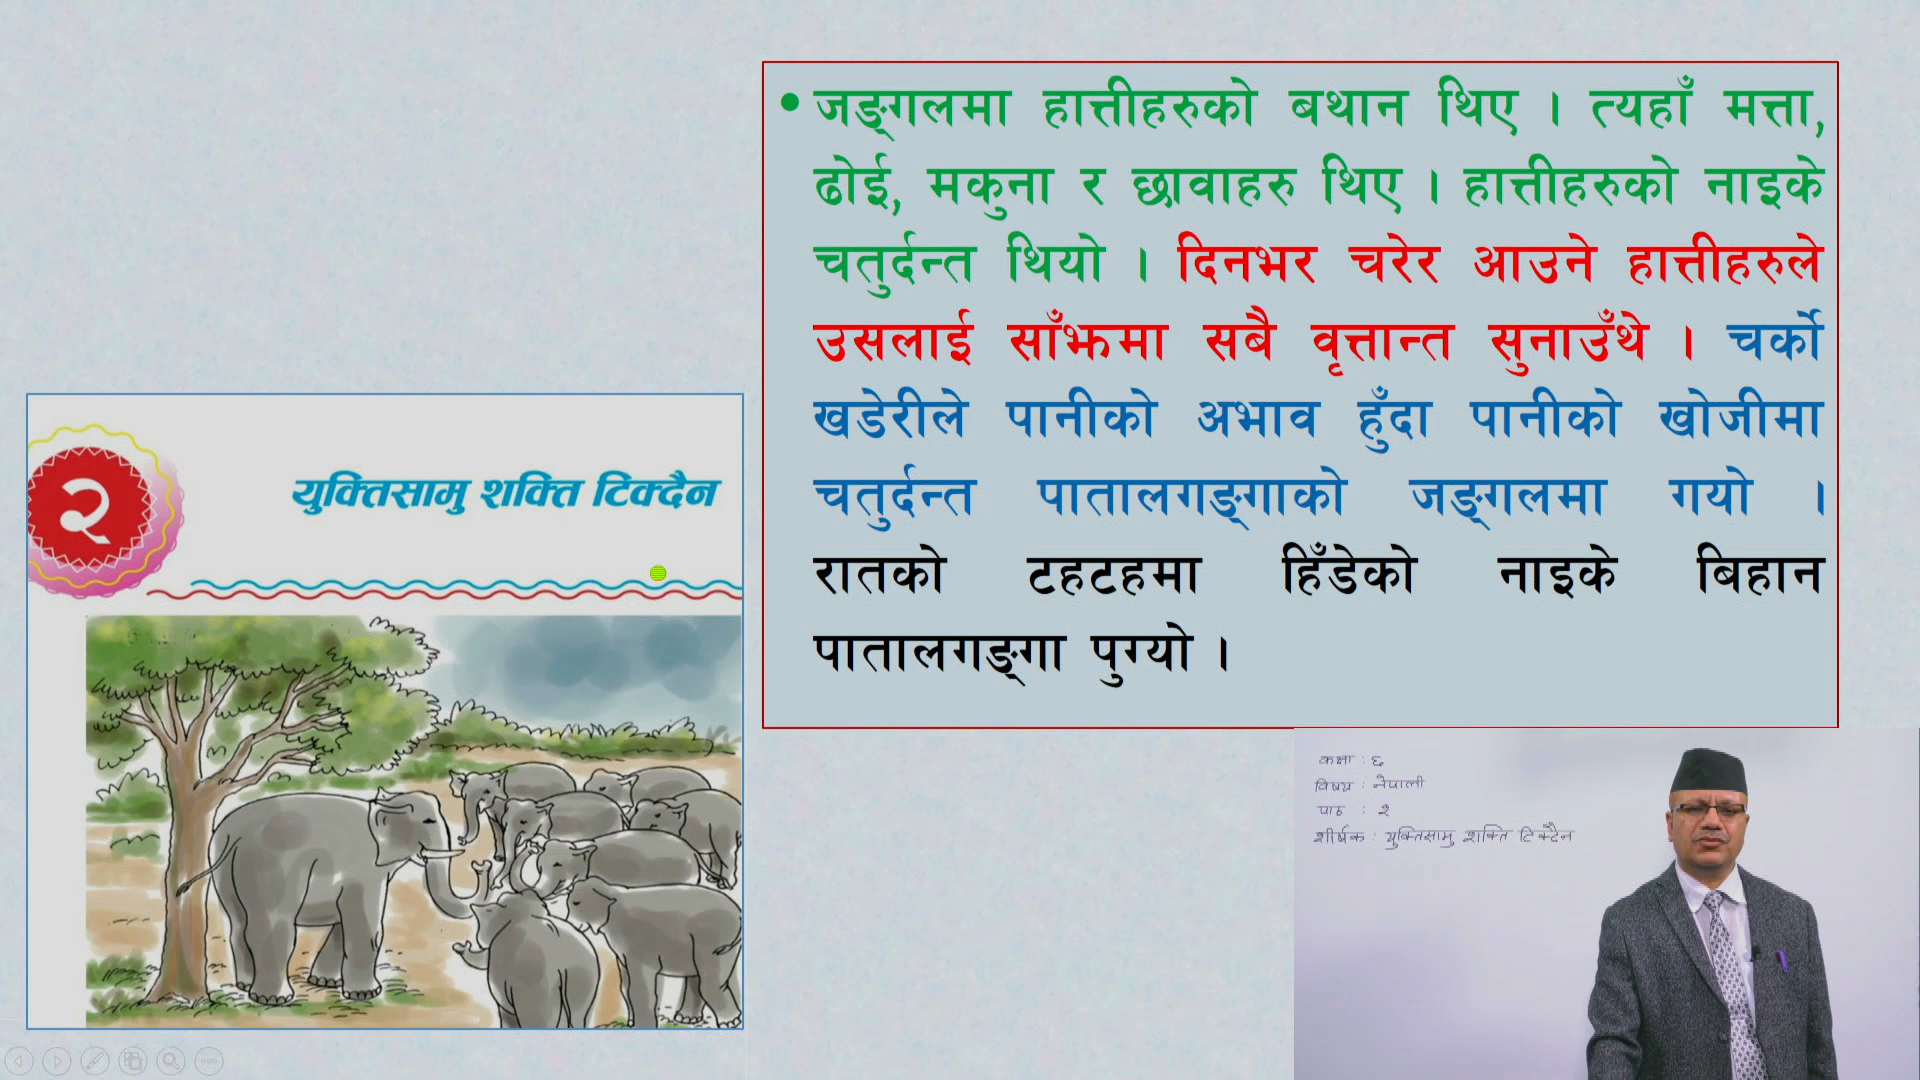 • जङ्गलमा हात्तीहरुको बथान थिए । त्यहाँ मत्ता,
ढोई, मकुना र छावाहरु थिए । हात्तीहरुको नाइके
चतुर्दन्त थियो । दिनभर चरेर आउने हात्तीहरुले
उसलाई साँझमा सबै वृत्तान्त सुनाउँथे । चर्को
खडेरीले पानीको अभाव हुँदा पानीको खोजीमा
चतुर्दन्त पातालगङ्गाको जङ्गलमा गयो ।
रातको टहटहमा हिँडेको नाइके बिहान
पातालगङ्गा पुग्यो ।
२
युक्तिसामु शक्ति टिक्दैन
कक्षा : ६
विषय : नेपाली
पाठ : २
शीर्षक : युक्तिसामु शक्ति टिक्दैन